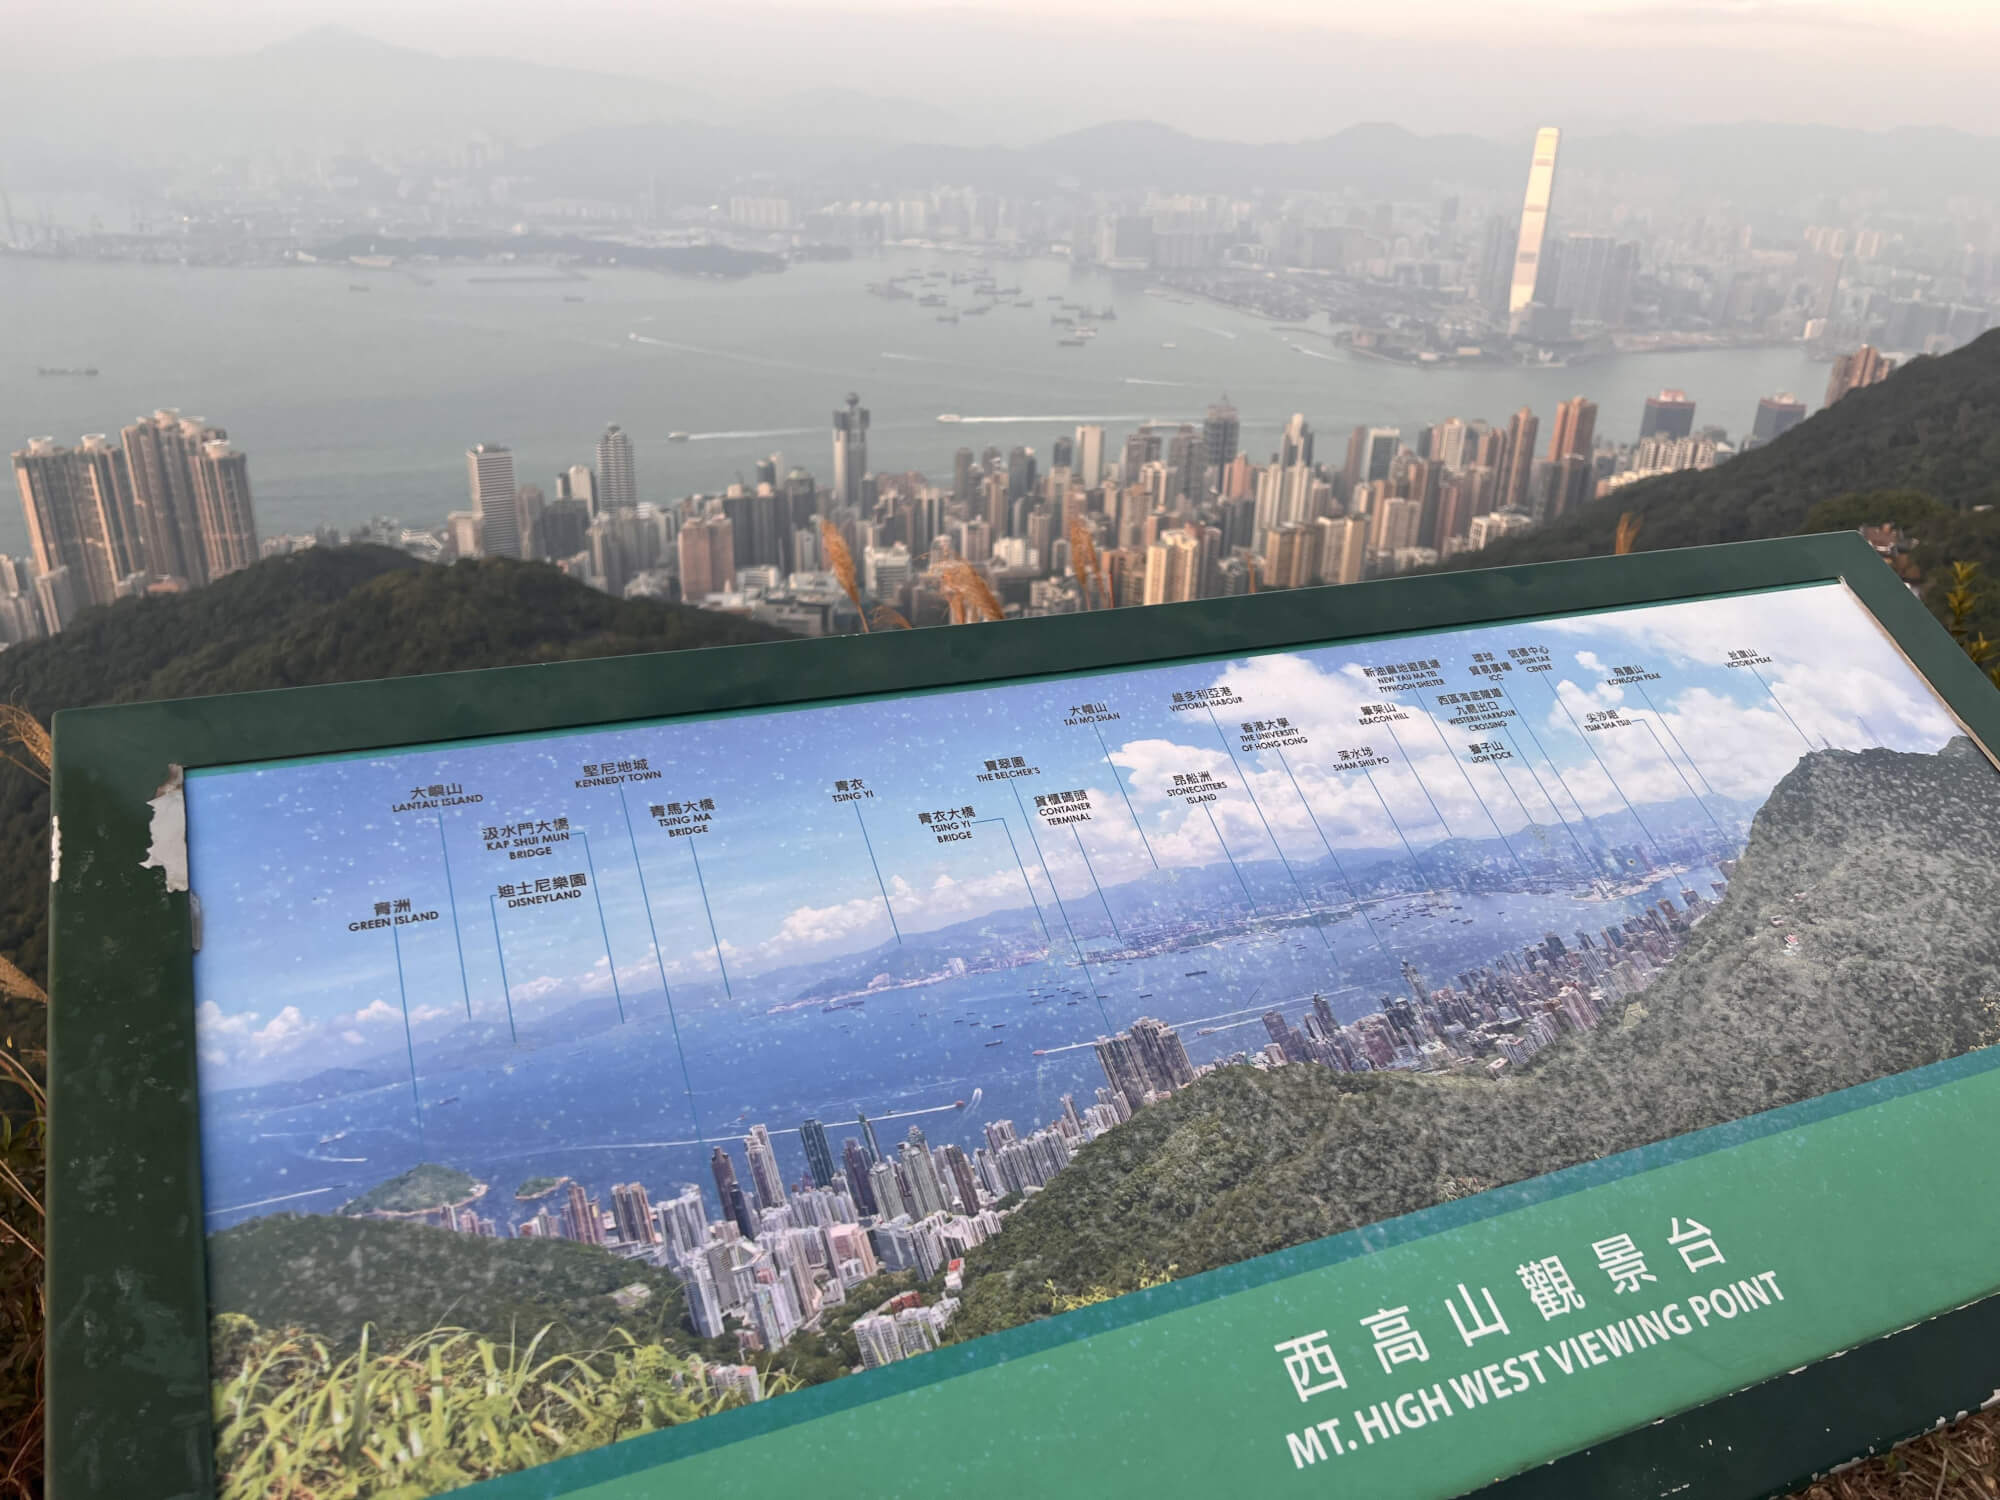 大嶼山
LANTAU ISLAND
堅尼地城
KENNEDY TOWN
汲水門大橋
KAP SHUI MUN
BRIDGE
青馬大橋
TSING MA
BRIDGE
迪士尼樂園
DISNEYLAND
青洲
GREEN ISLAND
青衣
TSING YI
青衣大橋
TSING YI
BRIDGE
寶翠園
THE BELCHER'S
貨櫃碼頭
CONTAINER
TERMINAL
大帽山
TAI MO SHAN
昂船洲
STONECUTTERS
ISLAND
維多利亞港
VICTORIA HABOUR
香港大學
THE UNIVERSITY
OF HONG KONG
深水埗
SHAM SHUI PO
新油麻地避風塘
NEW YAU MA TEI
TYPHOON SHELTER
筆架山
BEACON HILL
環球
貿易廣場
ICC
西區海底隧道
九龍出口
WESTERN HARBOUR
CROSSING
獅子山
LION ROCK
信德中心
SHUN TAK
CENTRE
尖沙咀
TSIM SHA TSUI
飛鵝山
KOWLOON PEAK
扯旗山
VICTORIA PEAK
西高山觀景台
MT. HIGH WEST VIEWING POINT